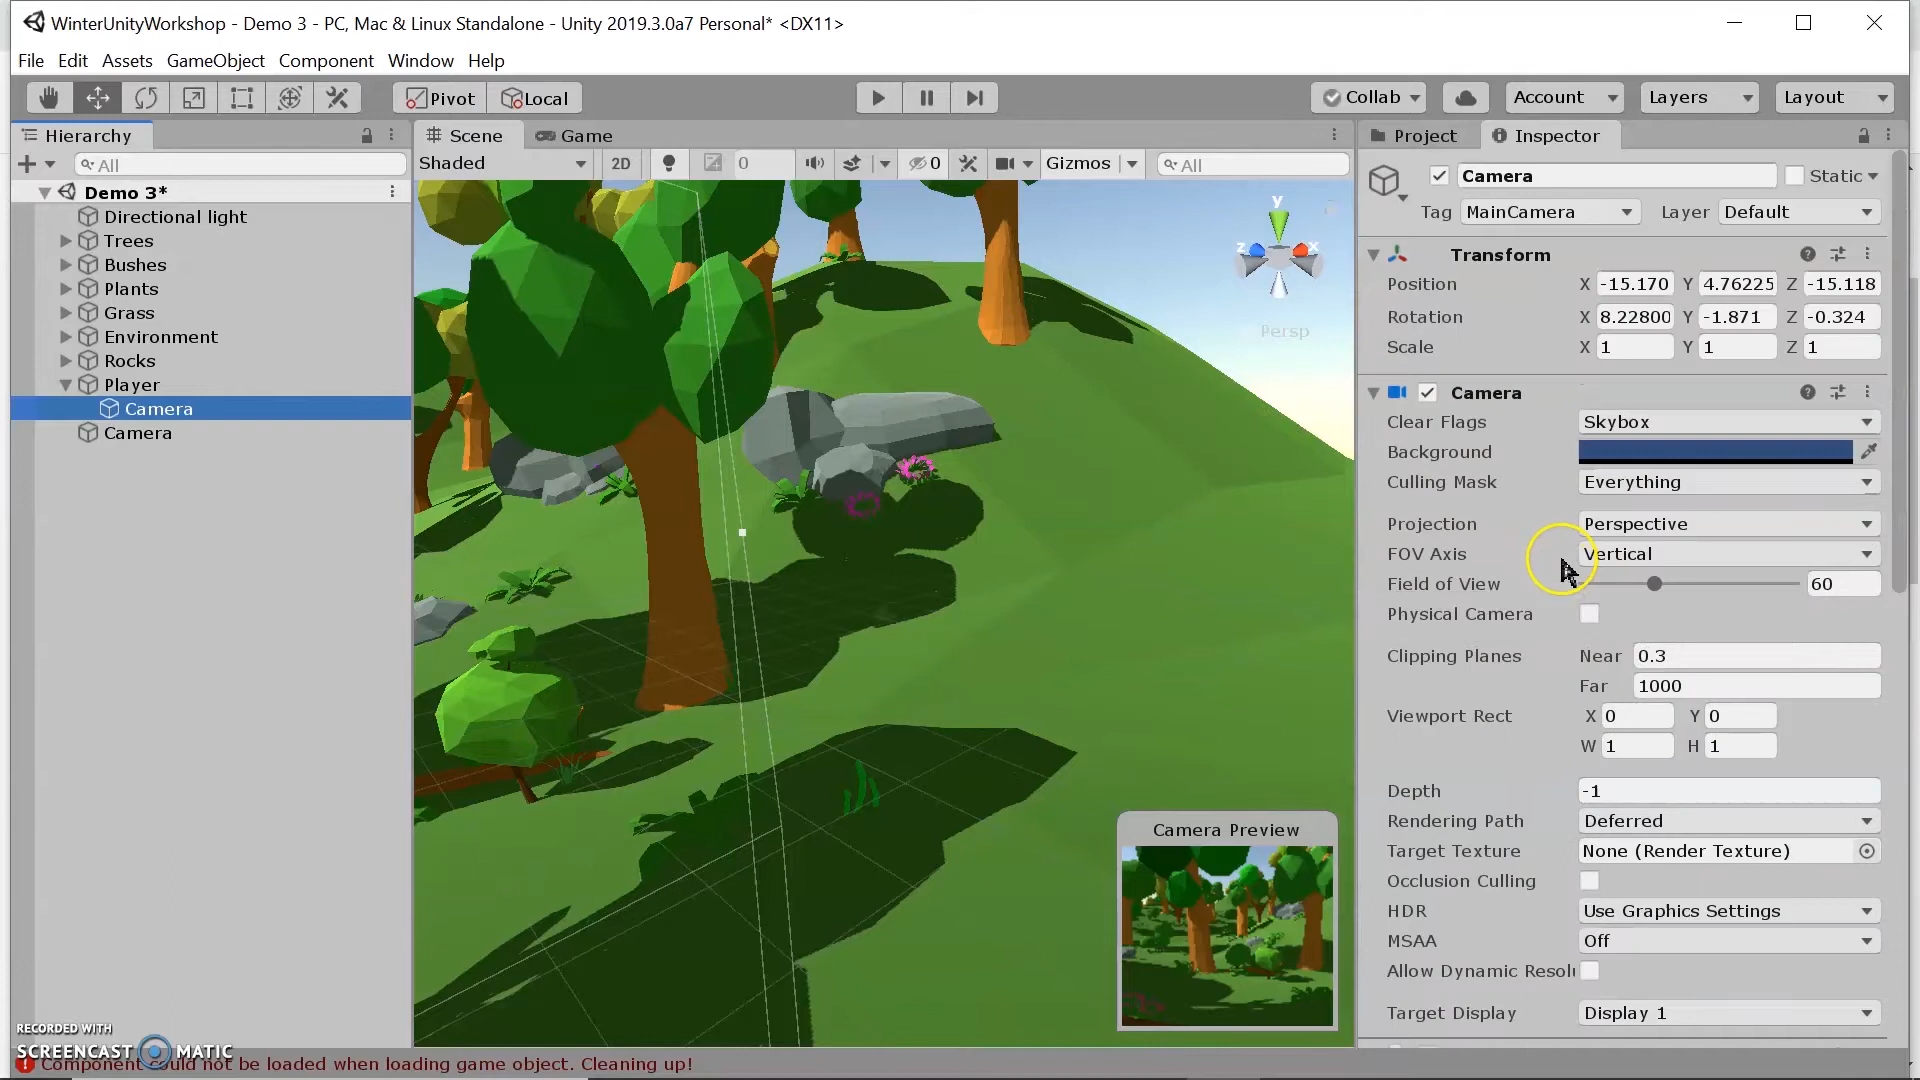 WinterUnityWorkshop - Demo 3 - PC, Mac & Linux Standalone - Unity 2019.3.0a7 Personal* <DX11>
File Edit Assets GameObject Component Window Help
Pivot Local Collab Account Layers Layout
Hierarchy
All
Demo 3*
Directional light
Trees
Bushes
Plants
Grass
Environment
Rocks
Player
Camera
Camera
Scene Game
Shaded 2D 0 0 Gizmos All
y
z x
Persp
Camera Preview
Project Inspector
Camera Static
Tag MainCamera Layer Default
Transform
Position X -15.170 Y 4.76225 Z -15.118
Rotation X 8.22800 Y -1.871 Z -0.324
Scale X 1 Y 1 Z 1
Camera
Clear Flags Skybox
Background
Culling Mask Everything
Projection Perspective
FOV Axis Vertical
Field of View 60
Physical Camera
Clipping Planes Near 0.3
Far 1000
Viewport Rect X 0 Y 0
W 1 H 1
Depth -1
Rendering Path Deferred
Target Texture None (Render Texture)
Occlusion Culling
HDR Use Graphics Settings
MSAA Off
Allow Dynamic Resolu
Target Display Display 1
RECORDED WITH
SCREENCAST MATIC
Component could not be loaded when loading game object. Cleaning up!